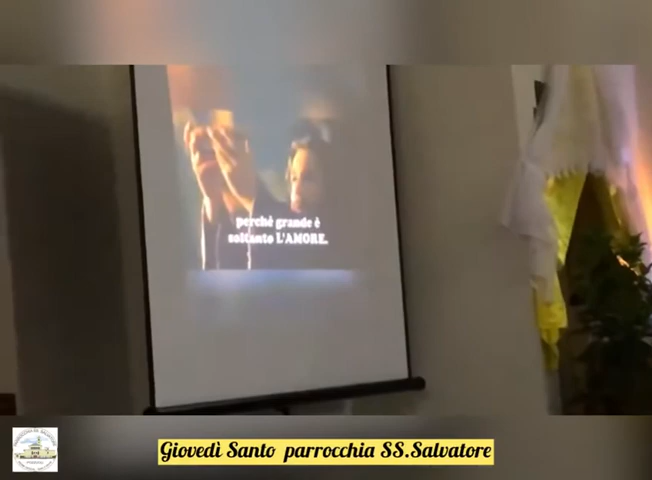 perchè grande è
soltanto L'AMORE.
Giovedì Santo parrocchia SS.Salvatore